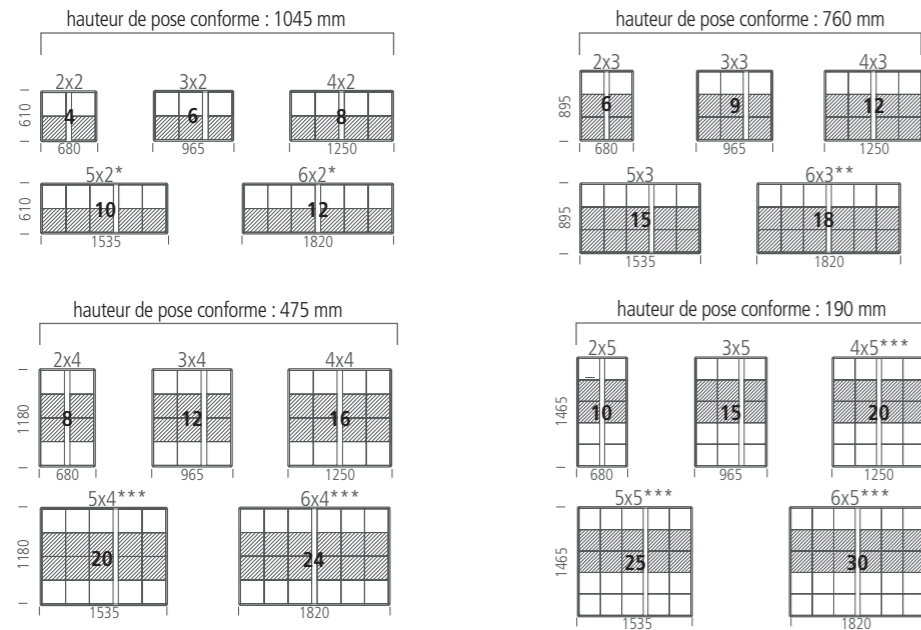 hauteur de pose conforme : 1045 mm
2x2 3x2 4x2
610 4 6 8
680 965 1250
5x2* 6x2*
610 10 12
1535 1820
hauteur de pose conforme : 760 mm
2x3 3x3 4x3
895 6 9 12
680 965 1250
5x3 6x3**
895 15 18
1535 1820
hauteur de pose conforme : 475 mm
2x4 3x4 4x4
1180 8 12 16
680 965 1250
5x4*** 6x4***
1180 20 24
1535 1820
hauteur de pose conforme : 190 mm
2x5 3x5 4x5***
1465 10 15 20
680 965 1250
5x5*** 6x5***
1465 25 30
1535 1820